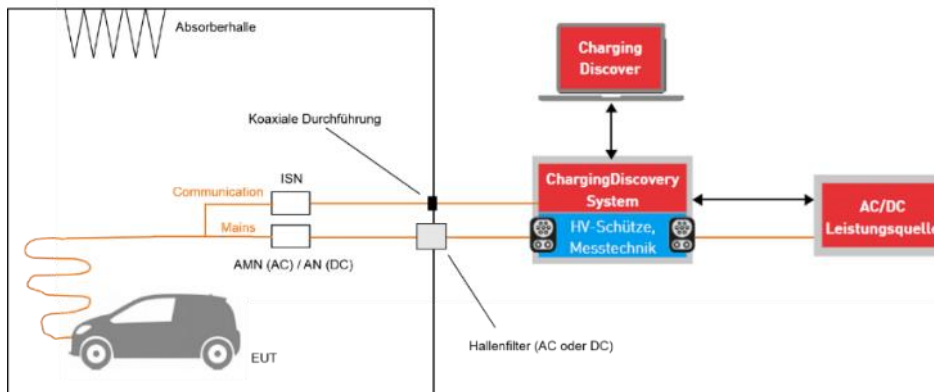 Absorberhalle
Charging
Discover
Koaxiale Durchführung
ISN
Communication
Mains
AMN (AC) / AN (DC)
ChargingDiscovery
System
HV-Schütze,
Messtechnik
AC/DC
Leistungsquelle
EUT
Hallenfilter (AC oder DC)